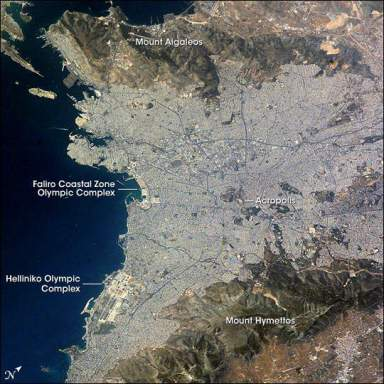 Mount Aigaleos
Faliro Coastal Zone
Olympic Complex
Acropolis
Helliniko Olympic
Complex
Mount Hymettos
N